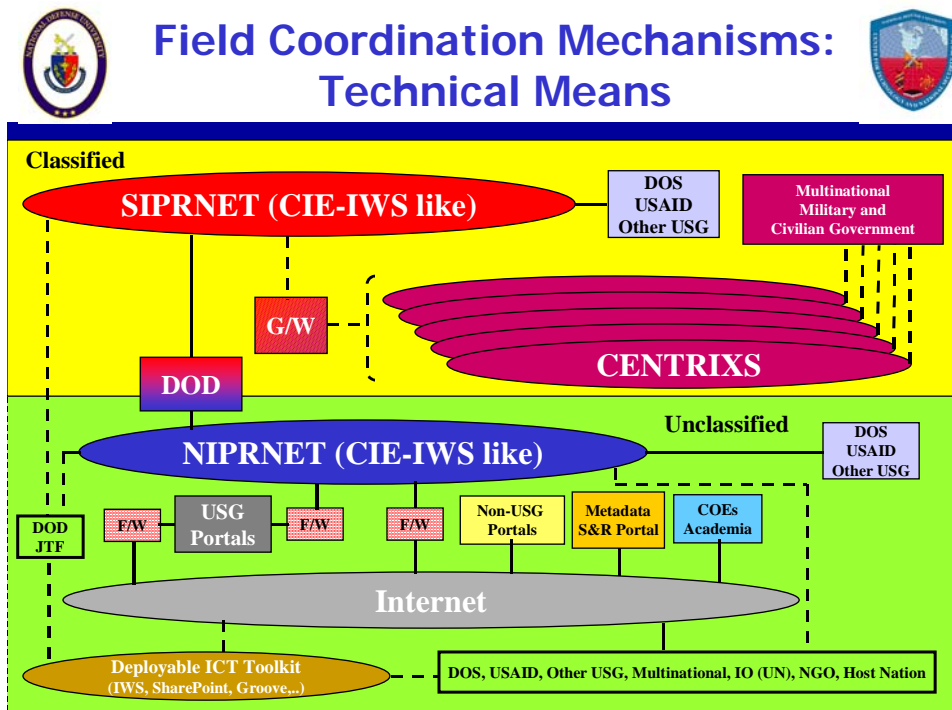 Field Coordination Mechanisms:
Technical Means
Classified
SIPRNET (CIE-IWS like)
DOS
USAID
Other USG
Multinational
Military and
Civilian Government
G/W
CENTRIXS
DOD
Unclassified
NIPRNET (CIE-IWS like)
DOS
USAID
Other USG
DOD
JTF
F/W
USG
Portals
F/W
F/W
Non-USG
Portals
Metadata
S&R Portal
COEs
Academia
Internet
Deployable ICT Toolkit
(IWS, SharePoint, Groove,..)
DOS, USAID, Other USG, Multinational, IO (UN), NGO, Host Nation
NATIONAL DEFENSE UNIVERSITY